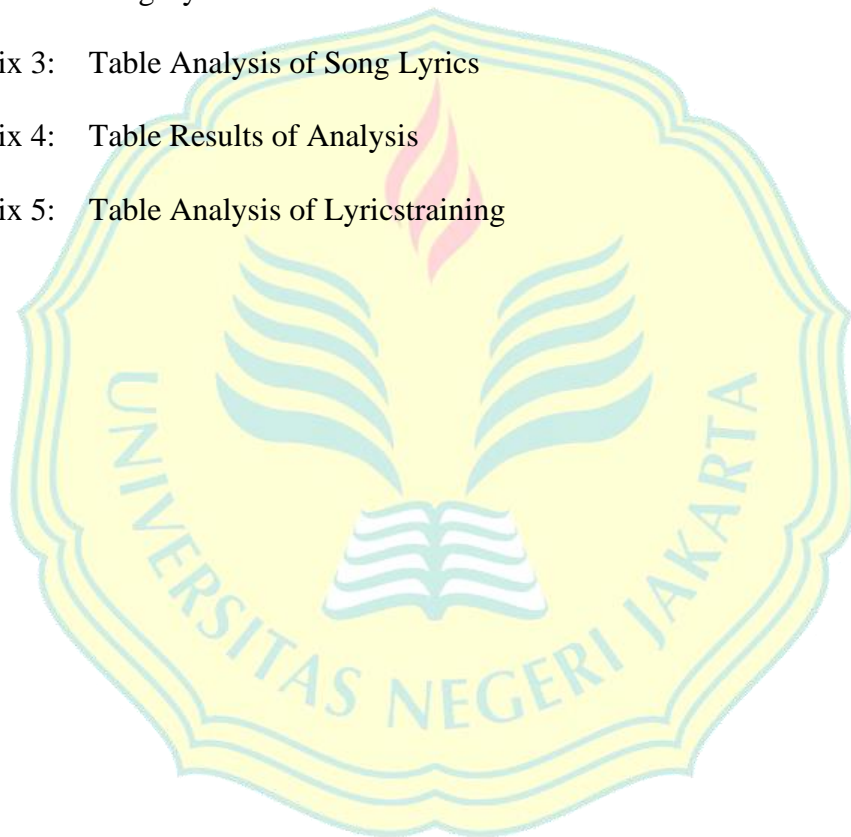 ix 3: Table Analysis of Song Lyrics
ix 4: Table Results of Analysis
ix 5: Table Analysis of Lyricstraining
UNIVERSITAS NEGERI JAKARTA